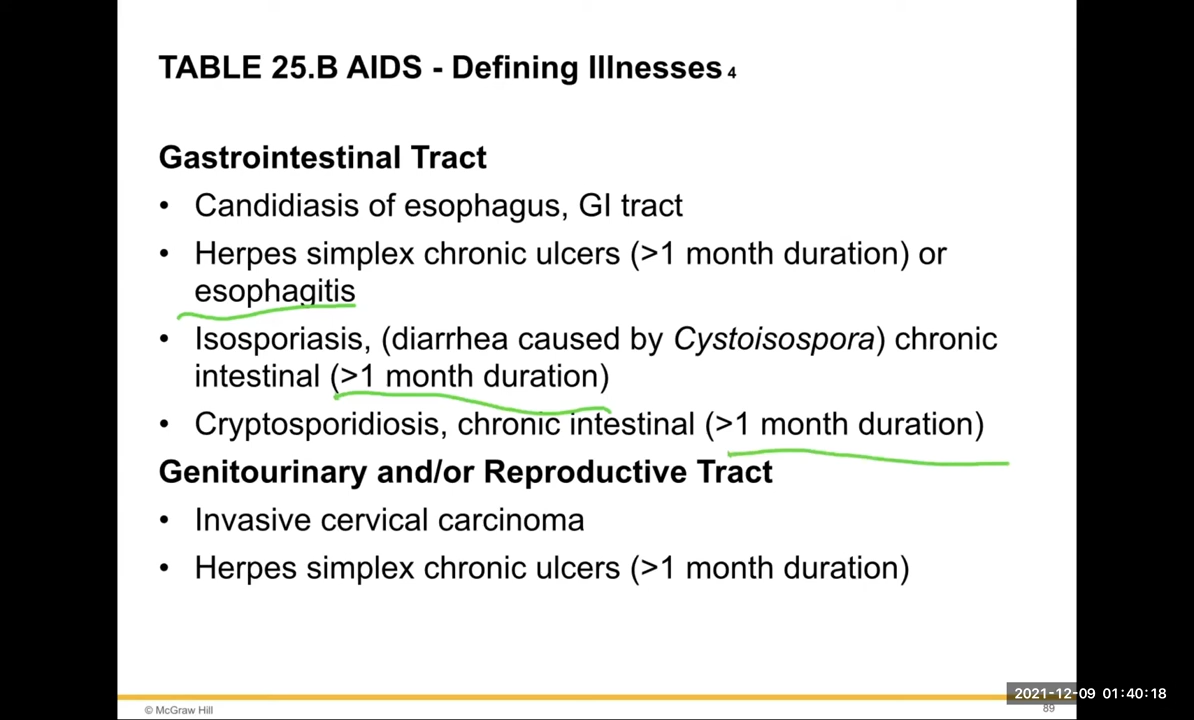 TABLE 25.B AIDS - Defining Illnesses 4
Gastrointestinal Tract
• Candidiasis of esophagus, GI tract
• Herpes simplex chronic ulcers (>1 month duration) or
esophagitis
• Isosporiasis, (diarrhea caused by Cystoisospora) chronic
intestinal (>1 month duration)
• Cryptosporidiosis, chronic intestinal (>1 month duration)
Genitourinary and/or Reproductive Tract
• Invasive cervical carcinoma
• Herpes simplex chronic ulcers (>1 month duration)
2021-12-09 01:40:18
© McGraw Hill
89